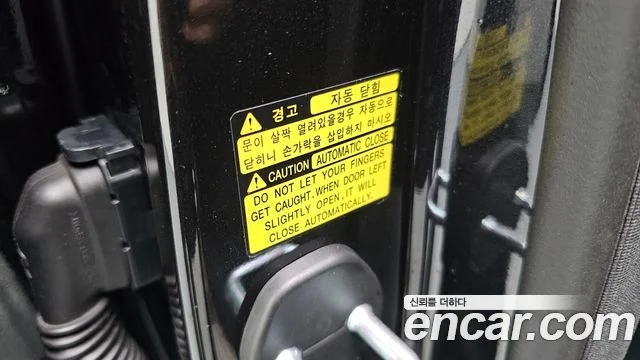 경고 자동 닫힘
문이 살짝 열려있을경우 자동으로
닫히니 손가락을 삽입하지 마시오
CAUTION AUTOMATIC CLOSE
DO NOT LET YOUR FINGERS
GET CAUGHT.WHEN DOOR LEFT
SLIGHTLY OPEN,IT WILL
CLOSE AUTOMATICALLY.
신뢰를 더하다
encar.com